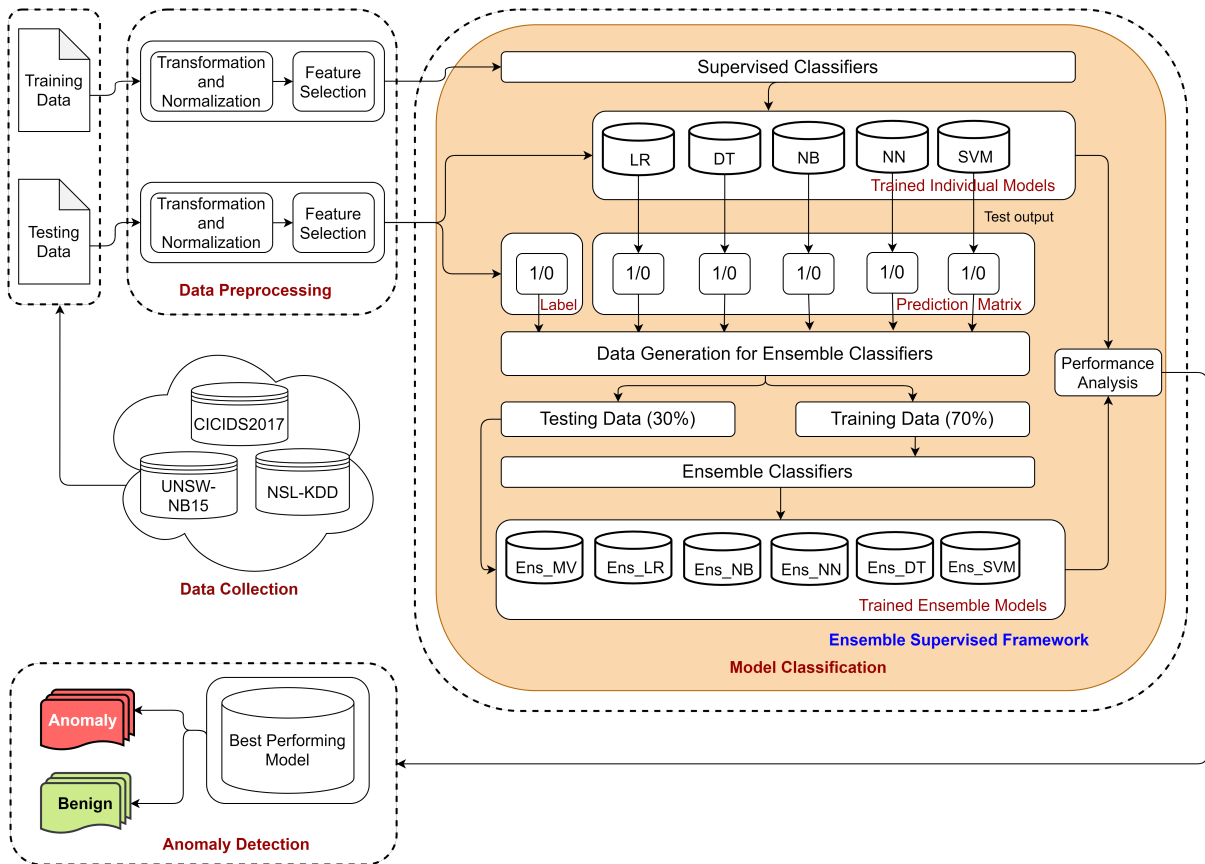 Training
Data
Transformation
and
Normalization
Feature
Selection
Testing
Data
Transformation
and
Normalization
Feature
Selection
Data Preprocessing
CICIDS2017
UNSW-
NB15
NSL-KDD
Data Collection
Supervised Classifiers
LR
DT
NB
NN
SVM
Trained Individual Models
Test output
1/0
Label
1/0
1/0
1/0
1/0
1/0
Prediction Matrix
Data Generation for Ensemble Classifiers
Testing Data (30%)
Training Data (70%)
Ensemble Classifiers
Ens_MV
Ens_LR
Ens_NB
Ens_NN
Ens_DT
Ens_SVM
Trained Ensemble Models
Ensemble Supervised Framework
Model Classification
Performance
Analysis
Anomaly
Benign
Best Performing
Model
Anomaly Detection